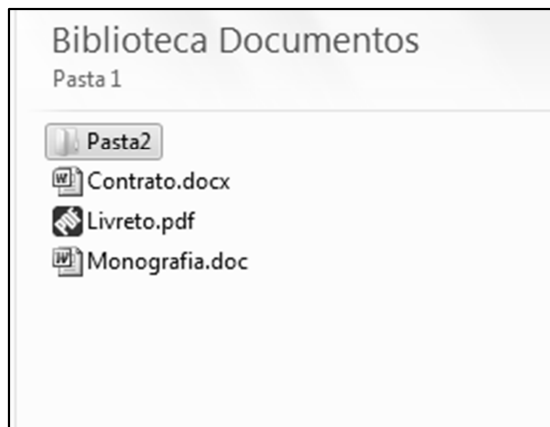 Biblioteca Documentos
Pasta 1
Pasta2
Contrato.docx
Livreto.pdf
Monografia.doc